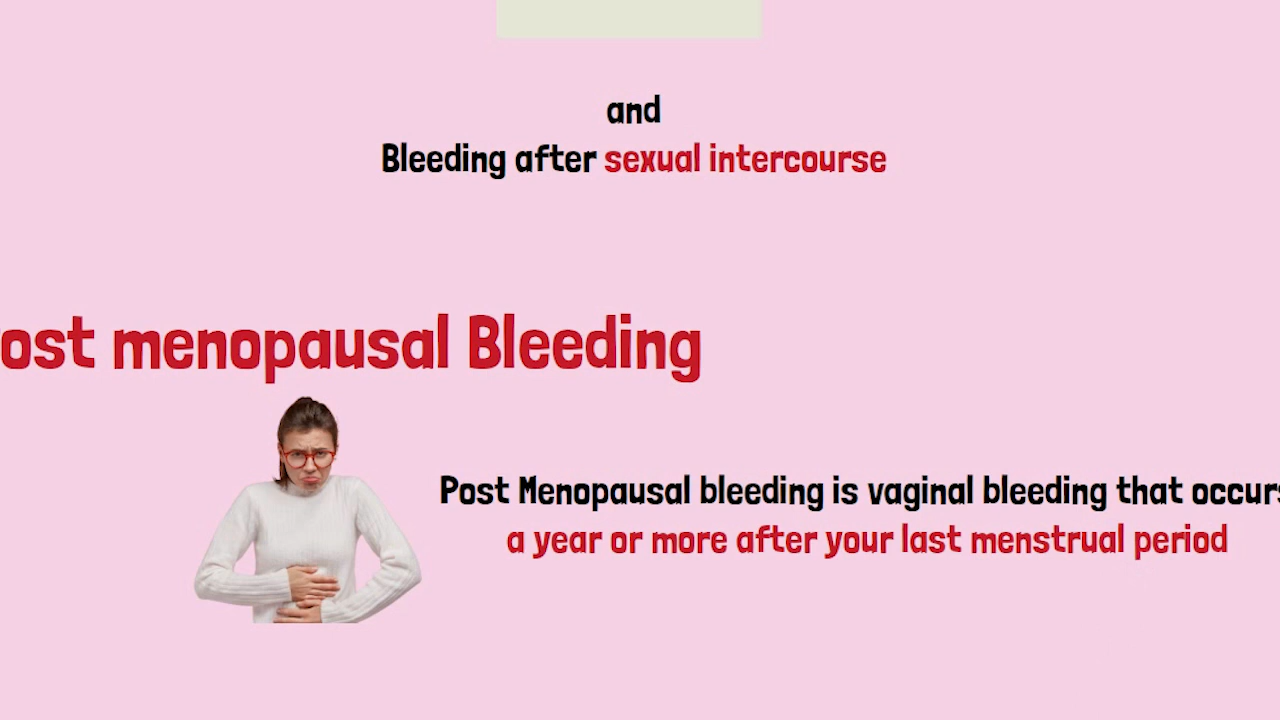 and
Bleeding after sexual intercourse
ost menopausal Bleeding
Post Menopausal bleeding is vaginal bleeding that occurs
a year or more after your last menstrual period